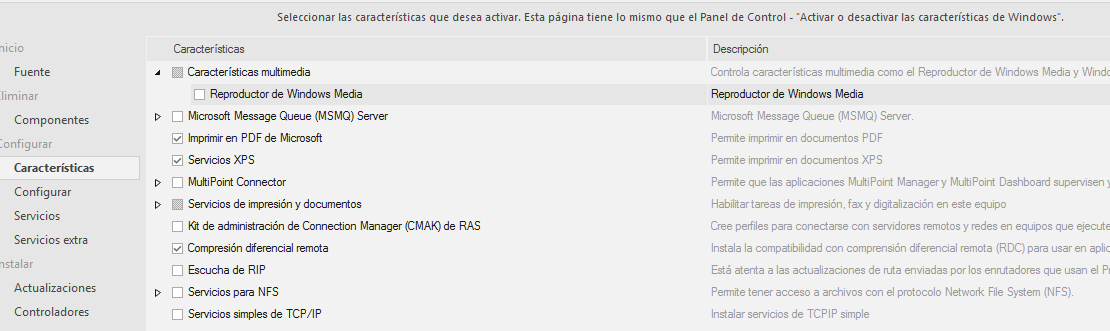 Seleccionar las características que desea activar. Esta página tiene lo mismo que el Panel de Control - "Activar o desactivar las características de Windows".
Inicio
Fuente
Eliminar
Componentes
Configurar
Características
Configurar
Servicios
Servicios extra
Instalar
Actualizaciones
Controladores
Características Descripción
Características multimedia Controla características multimedia como el Reproductor de Windows Media y Windo
Reproductor de Windows Media Reproductor de Windows Media
Microsoft Message Queue (MSMQ) Server Microsoft Message Queue (MSMQ) Server.
Imprimir en PDF de Microsoft Permite imprimir en documentos PDF
Servicios XPS Permite imprimir en documentos XPS
MultiPoint Connector Permite que las aplicaciones MultiPoint Manager y MultiPoint Dashboard supervisen y
Servicios de impresión y documentos Habilitar tareas de impresión, fax y digitalización en este equipo
Kit de administración de Connection Manager (CMAK) de RAS Cree perfiles para conectarse con servidores remotos y redes en equipos que ejecute
Compresión diferencial remota Instala la compatibilidad con comprensión diferencial remota (RDC) para usar en aplic
Escucha de RIP Está atenta a las actualizaciones de ruta enviadas por los enrutadores que usan el Pr
Servicios para NFS Permite tener acceso a archivos con el protocolo Network File System (NFS).
Servicios simples de TCP/IP Instalar servicios de TCPIP simple